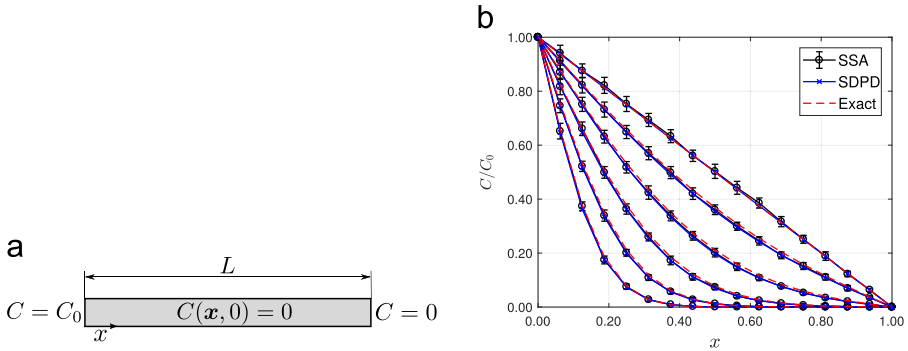 a
L
C = C₀
C(x, 0) = 0
C = 0
x
b
1.00
0.80
0.60
0.40
0.20
0.00
C/C₀
0.00 0.20 0.40 0.60 0.80 1.00
x
SSA
SDPD
Exact